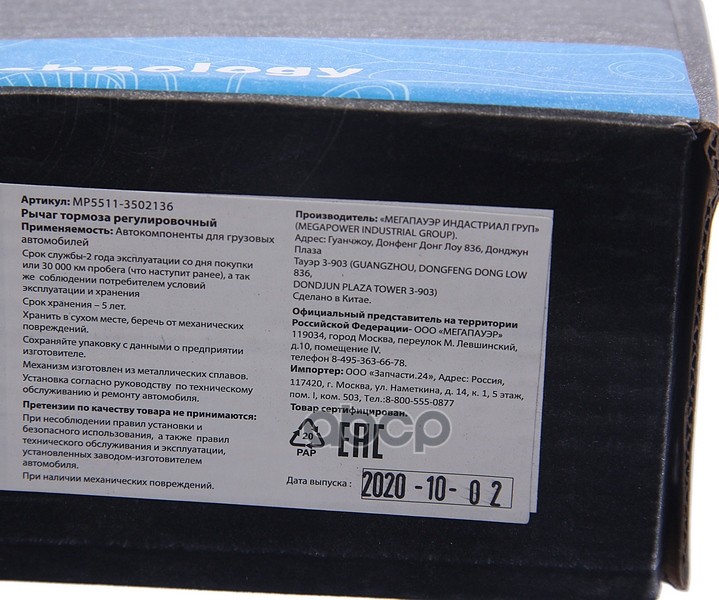 chnology
Артикул: MP5511-3502136
Рычаг тормоза регулировочный
Применяемость: Автокомпоненты для грузовых
автомобилей
Срок службы-2 года эксплуатации со дня покупки
или 30 000 км пробега (что наступит ранее), а так
же соблюдении потребителем условий
эксплуатации и хранения
Срок хранения – 5 лет.
Хранить в сухом месте, беречь от механических
повреждений.
Сохраняйте упаковку с данными о предприятии
изготовителе.
Механизм изготовлен из металлических сплавов.
Установка согласно руководству по техническому
обслуживанию и ремонту автомобиля.
Претензии по качеству товара не принимаются:
При несоблюдении правил установки и
безопасного использования, а также правил
технического обслуживания и эксплуатации,
установленных заводом-изготовителем
автомобиля.
При наличии механических повреждений.
Производитель: «МЕГАПАУЭР ИНДАСТРИАЛ ГРУП»
(MEGAPOWER INDUSTRIAL GROUP).
Адрес: Гуанчжоу, Донфенг Донг Лоу 836, Донджун
Плаза
Тауэр 3-903 (GUANGZHOU, DONGFENG DONG LOW
836,
DONDJUN PLAZA TOWER 3-903)
Сделано в Китае.
Официальный представитель на территории
Российской Федерации- ООО «МЕГАПАУЭР»
119034, город Москва, переулок М. Левшинский,
д.10, помещение IV.
телефон 8-495-363-66-78.
Импортер: ООО «Запчасти.24», Адрес: Россия,
117420, г. Москва, ул. Наметкина, д. 14, к. 1, 5 этаж,
пом. I, ком. 503, Тел.:8-800-555-0877
Товар сертифицирован.
20
PAP
EAC
Дата выпуска : 2020-10-02